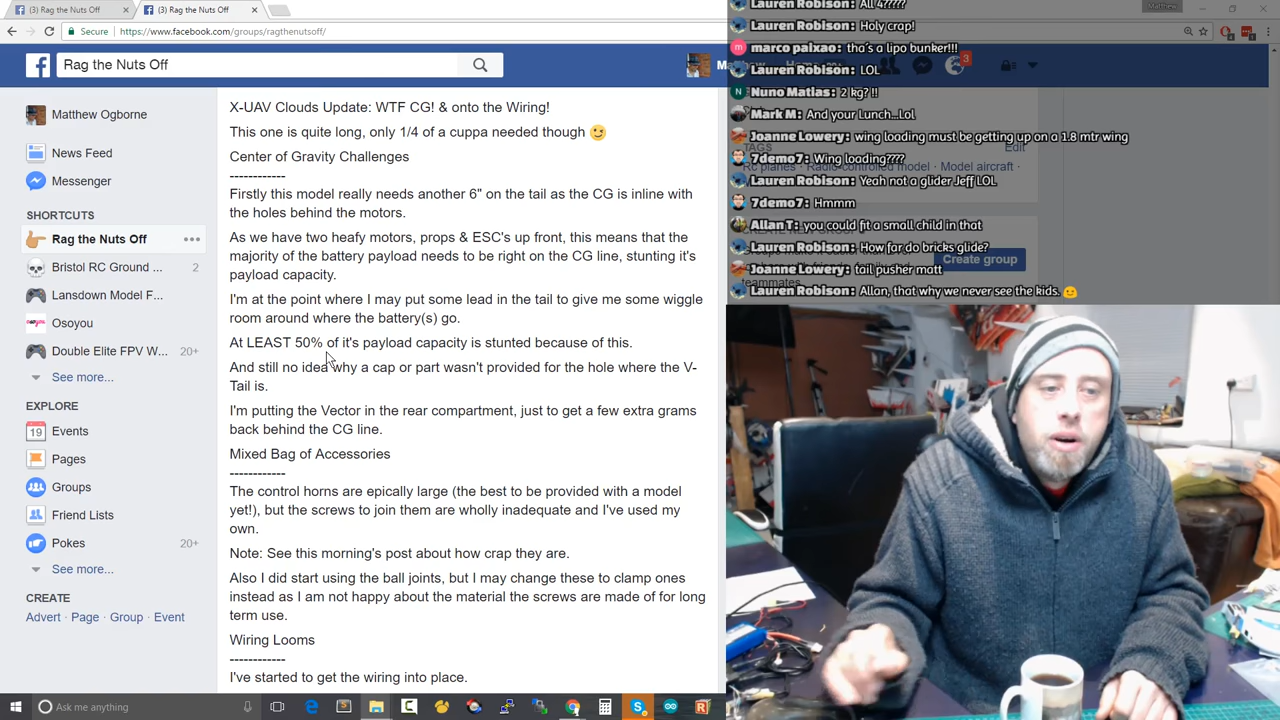 (3) Rag the Nuts Off
(3) Rag the Nuts Off
Matthew
Secure
https://www.facebook.com/groups/ragthenutsoff/
Rag the Nuts Off
3
Matthew Ogborne
News Feed
Messenger
SHORTCUTS
Rag the Nuts Off
Bristol RC Ground ... 2
Lansdown Model F...
Osoyou
Double Elite FPV W... 20+
See more...
EXPLORE
19 Events
Pages
Groups
Friend Lists
Pokes 20+
See more...
CREATE
Advert · Page · Group · Event
X-UAV Clouds Update: WTF CG! & onto the Wiring!
This one is quite long, only 1/4 of a cuppa needed though 😉
Center of Gravity Challenges
------------
Firstly this model really needs another 6" on the tail as the CG is inline with
the holes behind the motors.
As we have two heafy motors, props & ESC's up front, this means that the
majority of the battery payload needs to be right on the CG line, stunting it's
payload capacity.
I'm at the point where I may put some lead in the tail to give me some wiggle
room around where the battery(s) go.
At LEAST 50% of it's payload capacity is stunted because of this.
And still no idea why a cap or part wasn't provided for the hole where the V-
Tail is.
I'm putting the Vector in the rear compartment, just to get a few extra grams
back behind the CG line.
Mixed Bag of Accessories
------------
The control horns are epically large (the best to be provided with a model
yet!), but the screws to join them are wholly inadequate and I've used my
own.
Note: See this morning's post about how crap they are.
Also I did start using the ball joints, but I may change these to clamp ones
instead as I am not happy about the material the screws are made of for long
term use.
Wiring Looms
------------
I've started to get the wiring into place.
Lauren Robison: All 4?????
Lauren Robison: Holy crap!
marco paixao: tha´s a lipo bunker!!!
Lauren Robison: LOL
Nuno Matias: 2 kg? !!
Mark M: And your Lunch...Lol
Joanne Lowery: wing loading must be getting up on a 1.8 mtr wing
7demo7: Wing loading????
Lauren Robison: Yeah not a glider Jeff LOL
7demo7: Hmmm
Allan T: you could fit a small child in that
Lauren Robison: How far do bricks glide?
Joanne Lowery: tail pusher matt
Lauren Robison: Allan, that why we never see the kids. 🙂
TAGS
Edit
Rc planes · Radio-controlled model · Model aircraft
Create group
Ask me anything